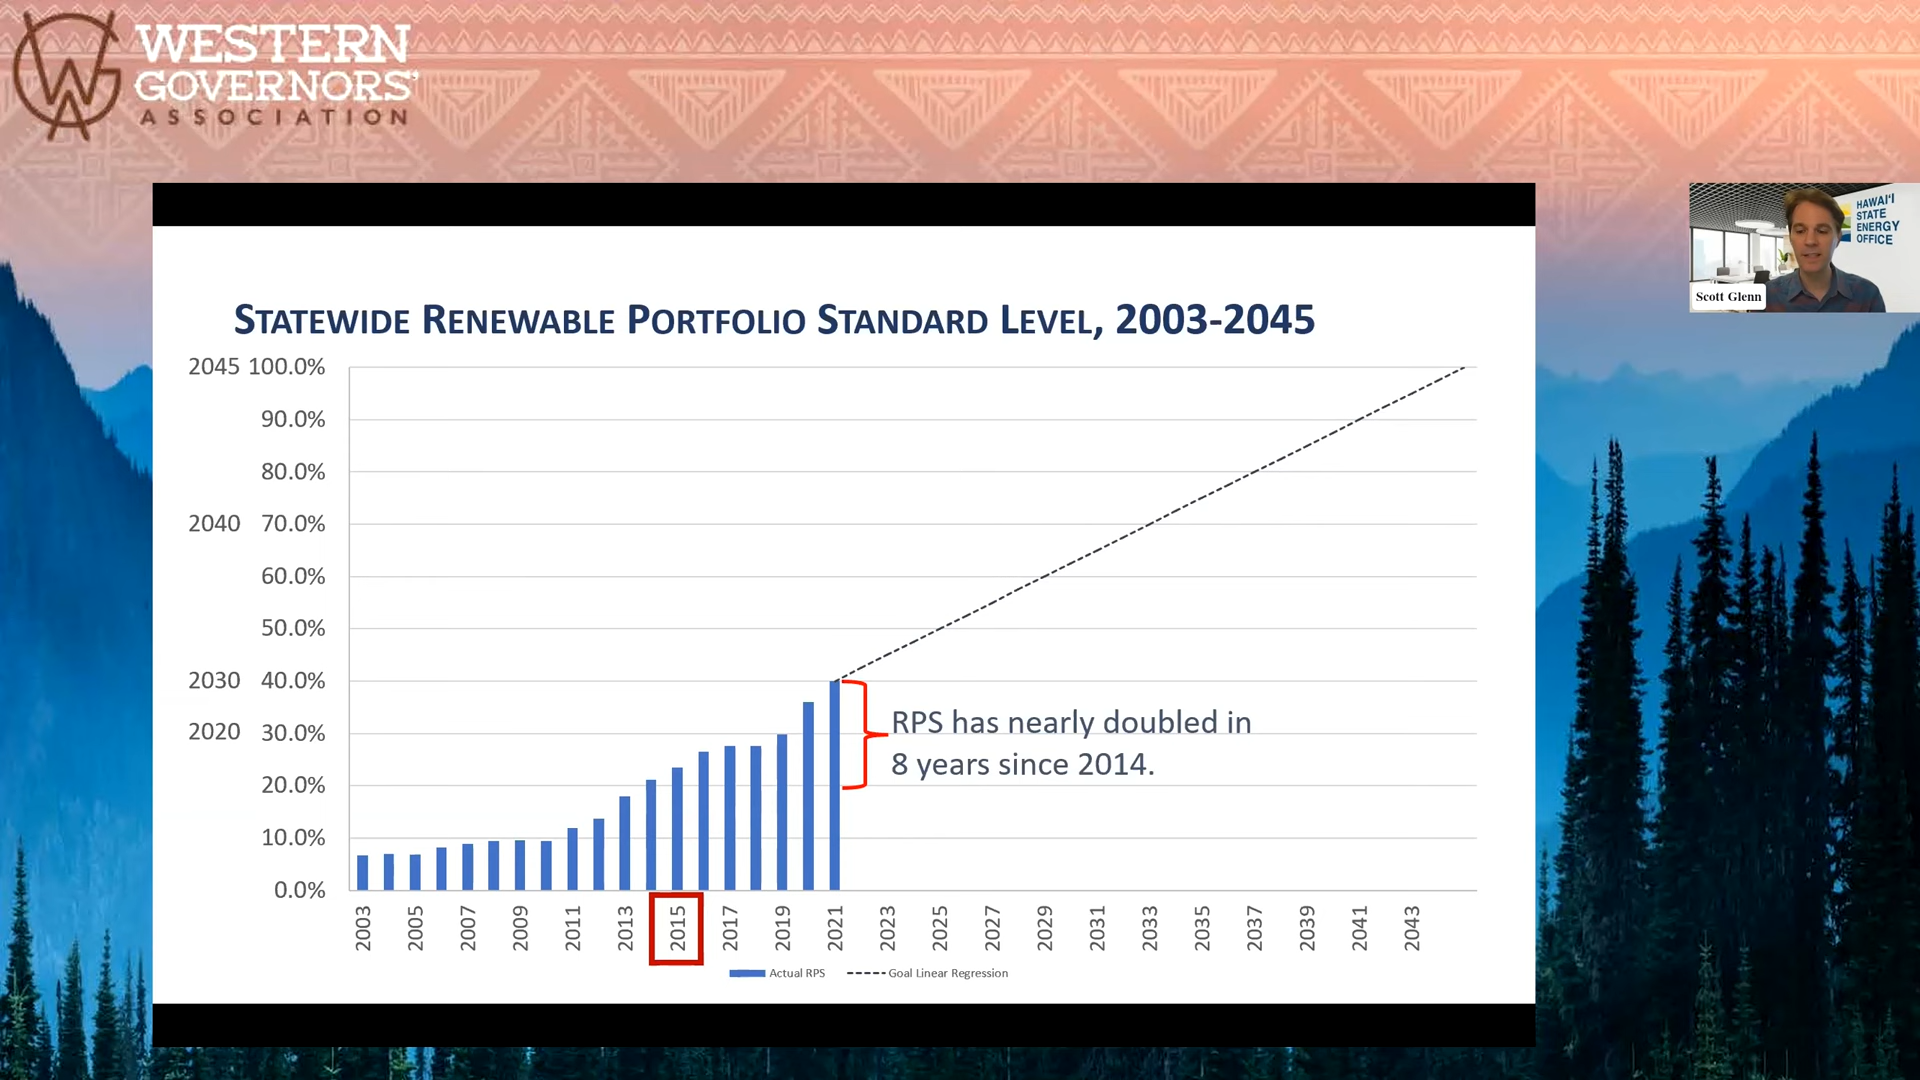 WESTERN
GOVERNORS'
ASSOCIATION
HAWAI'I
STATE
ENERGY
OFFICE
Scott Glenn
STATEWIDE RENEWABLE PORTFOLIO STANDARD LEVEL, 2003-2045
2045 100.0%
90.0%
80.0%
2040 70.0%
60.0%
50.0%
2030 40.0%
2020 30.0%
20.0%
10.0%
0.0%
RPS has nearly doubled in
8 years since 2014.
2003 2005 2007 2009 2011 2013 2015 2017 2019 2021 2023 2025 2027 2029 2031 2033 2035 2037 2039 2041 2043
Actual RPS Goal Linear Regression